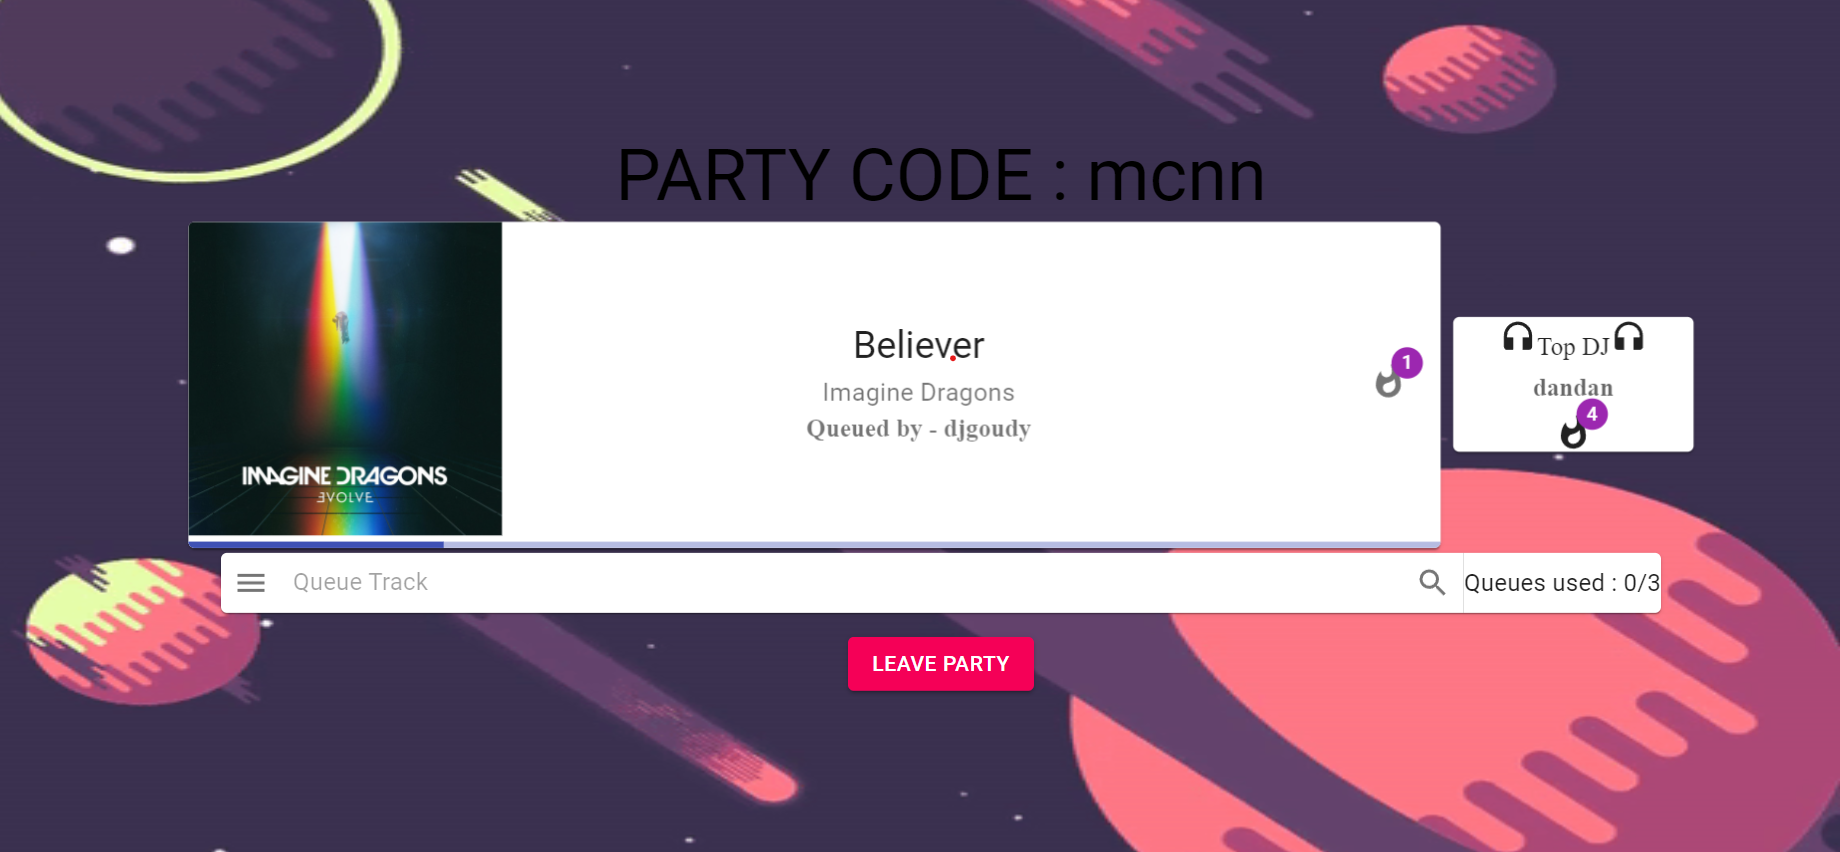 PARTY CODE : mcnn
IMAGINE DRAGONS
EVOLVE
Believer
Imagine Dragons
Queued by - djgoudy
1
Top DJ
dandan
4
Queue Track
Queues used : 0/3
LEAVE PARTY